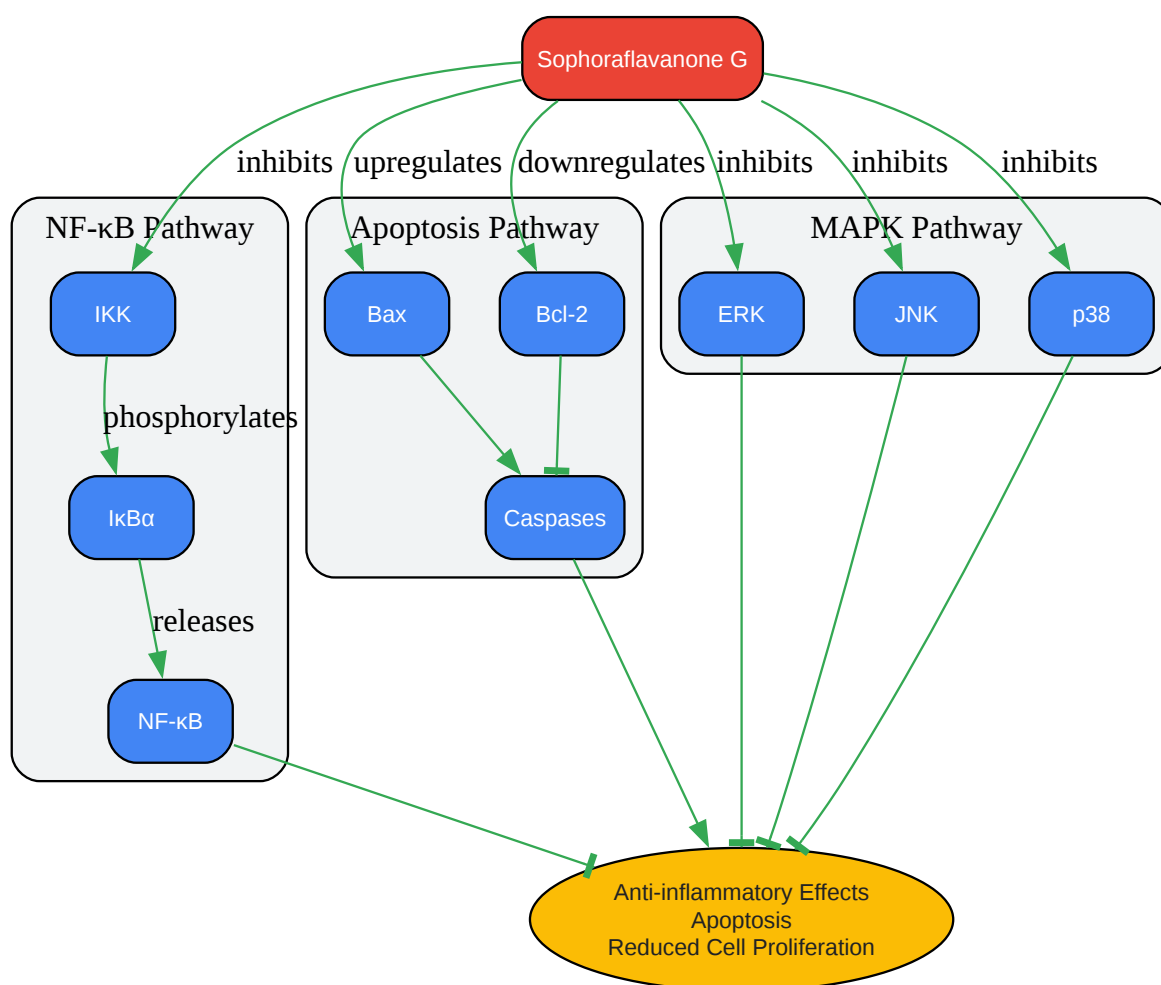 Sophoraflavanone G
inhibits
upregulates
downregulates
inhibits
inhibits
inhibits
NF-κB Pathway
Apoptosis Pathway
MAPK Pathway
IKK
Bax
Bcl-2
ERK
JNK
p38
phosphorylates
IκBα
Caspases
releases
NF-κB
Anti-inflammatory Effects
Apoptosis
Reduced Cell Proliferation